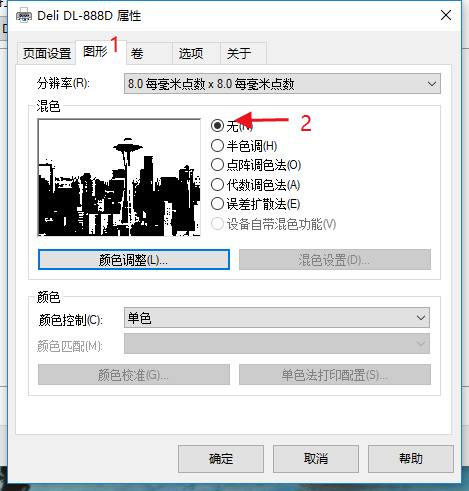 Deli DL-888D 属性
页面设置 图形 1 卷 选项 关于
分辨率(R): 8.0 每毫米点数 x 8.0 每毫米点数
混色
无(N) 2
半色调(H)
点阵调色法(O)
代数调色法(A)
误差扩散法(E)
设备自带混色功能(V)
颜色调整(L)... 混色设置(D)...
颜色
颜色控制(C): 单色
颜色匹配(M):
颜色校准(G)... 单色法打印配置(S)...
确定 取消 帮助